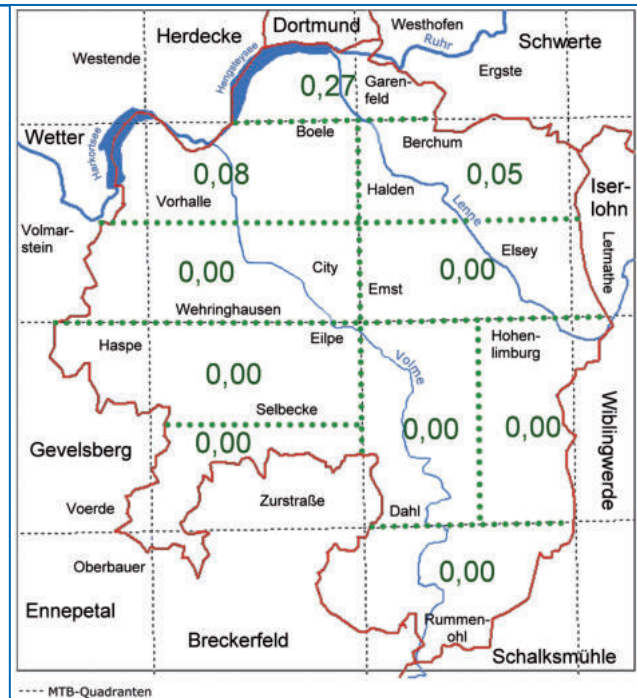 Herdecke
Dortmund
Westhofen
Schwerte
Westende
Hengsteysee
Ruhr
Ergste
0,27
Garen-
feld
Wetter
Harkortsee
Boele
Berchum
0,08
0,05
Iser-
lohn
Vorhalle
Halden
Lenne
Volmar-
stein
Elsey
Letmathe
0,00
City
0,00
Emst
Wehringhausen
Haspe
Eilpe
Hohen-
limburg
Volme
0,00
Selbecke
0,00
0,00
0,00
Wiblingwerde
Gevelsberg
Zurstraße
Voerde
Dahl
Oberbauer
0,00
Ennepetal
Rummen-
ohl
Breckerfeld
Schalksmühle
---- MTB-Quadranten